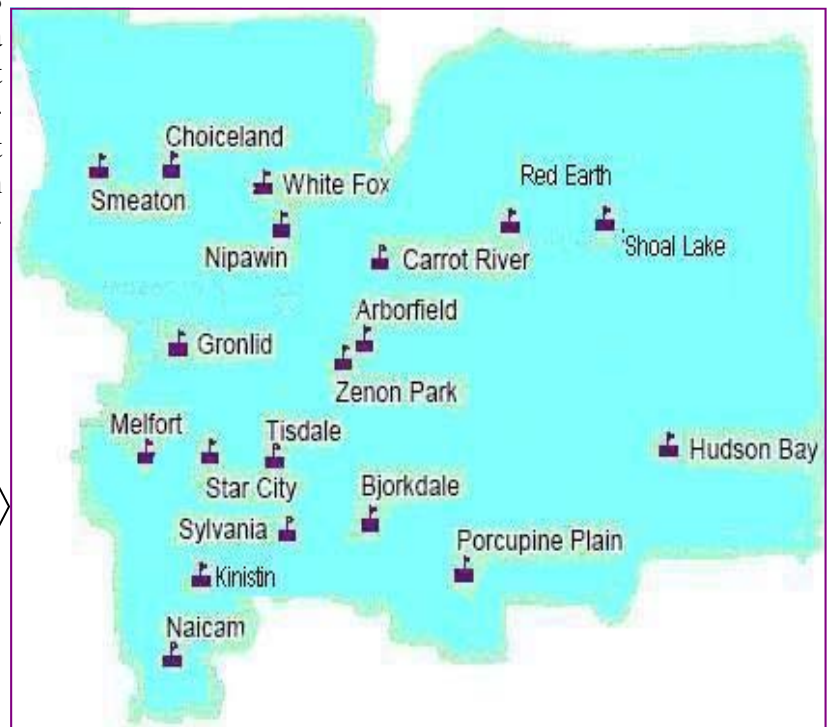 Choiceland
Smeaton
White Fox
Red Earth
Nipawin
Shoal Lake
Carrot River
Arborfield
Gronlid
Zenon Park
Melfort
Tisdale
Hudson Bay
Star City
Bjorkdale
Sylvania
Porcupine Plain
Kinistin
Naicam